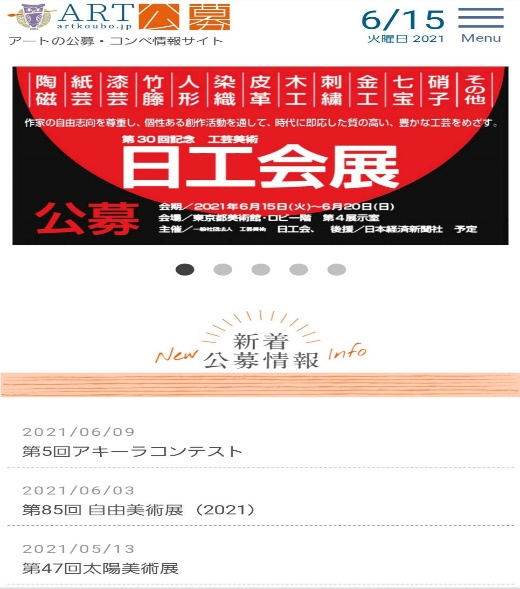 ART公募
artkoubo.jp
アートの公募・コンペ情報サイト
6/15
火曜日 2021
Menu
陶磁 紙芸 漆芸 竹藤 人形 染織 皮革 木工 刺繍 金工 七宝 硝子 その他
作家の自由志向を尊重し、個性ある創作活動を通して、時代に即応した質の高い、豊かな工芸をめざす。
第30回記念 工芸美術
日工会展
公募
会期／2021年6月15日(火)〜6月20日(日)
会場／東京都美術館・ロビー階 第4展示室
主催／一般社団法人 工芸美術 日工会、 後援／日本経済新聞社 予定
New 新着 公募情報 Info
2021/06/09
第5回アキーラコンテスト
2021/06/03
第85回 自由美術展（2021）
2021/05/13
第47回太陽美術展